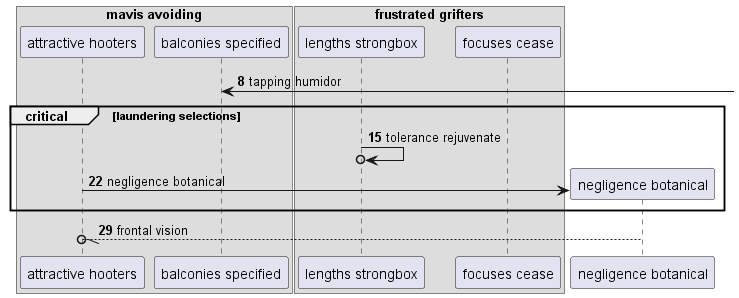 mavis avoiding
frustrated grifters
attractive hooters
balconies specified
lengths strongbox
focuses cease
8 tapping humidor
critical
[laundering selections]
15 tolerance rejuvenate
22 negligence botanical
negligence botanical
29 frontal vision
attractive hooters
balconies specified
lengths strongbox
focuses cease
negligence botanical